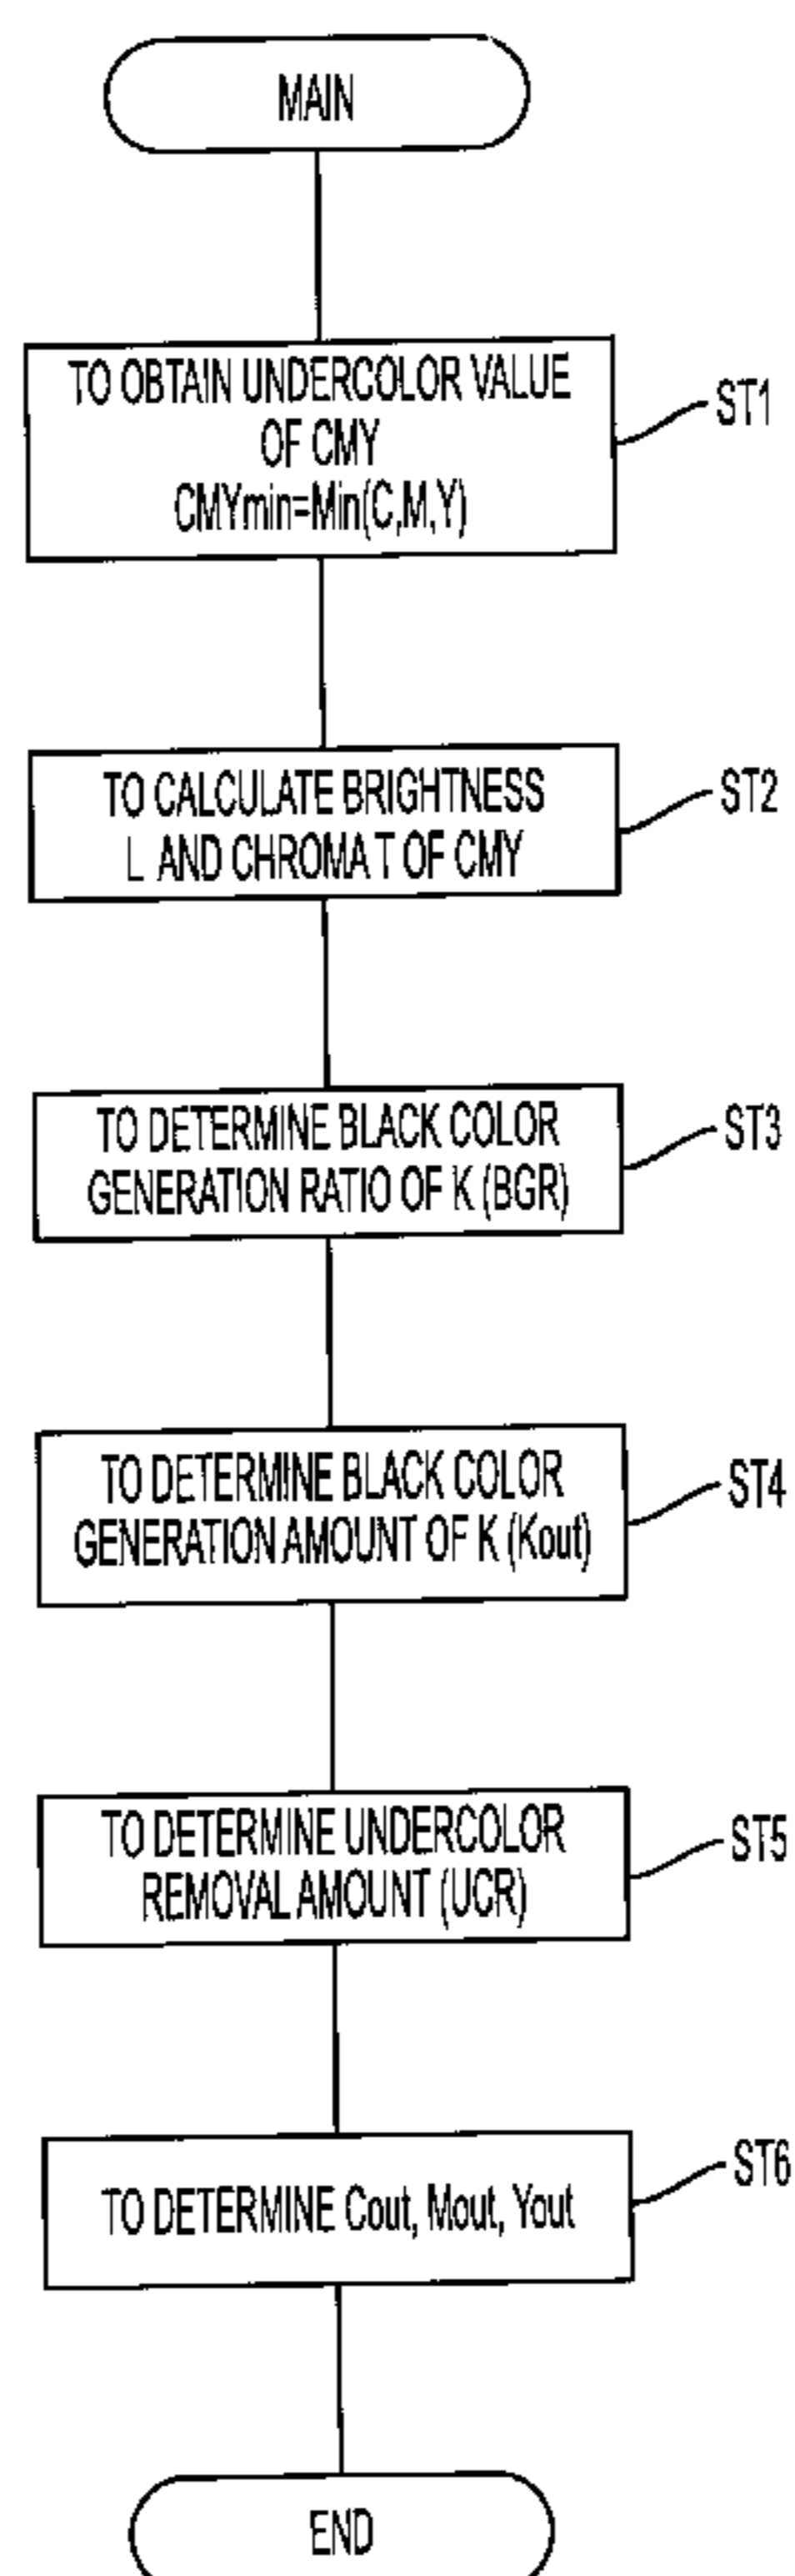 MAIN
TO OBTAIN UNDERCOLOR VALUE
OF CMY
CMYmin=Min(C,M,Y)
ST1
TO CALCULATE BRIGHTNESS
L AND CHROMA T OF CMY
ST2
TO DETERMINE BLACK COLOR
GENERATION RATIO OF K (BGR)
ST3
TO DETERMINE BLACK COLOR
GENERATION AMOUNT OF K (Kout)
ST4
TO DETERMINE UNDERCOLOR
REMOVAL AMOUNT (UCR)
ST5
TO DETERMINE Cout, Mout, Yout
ST6
END